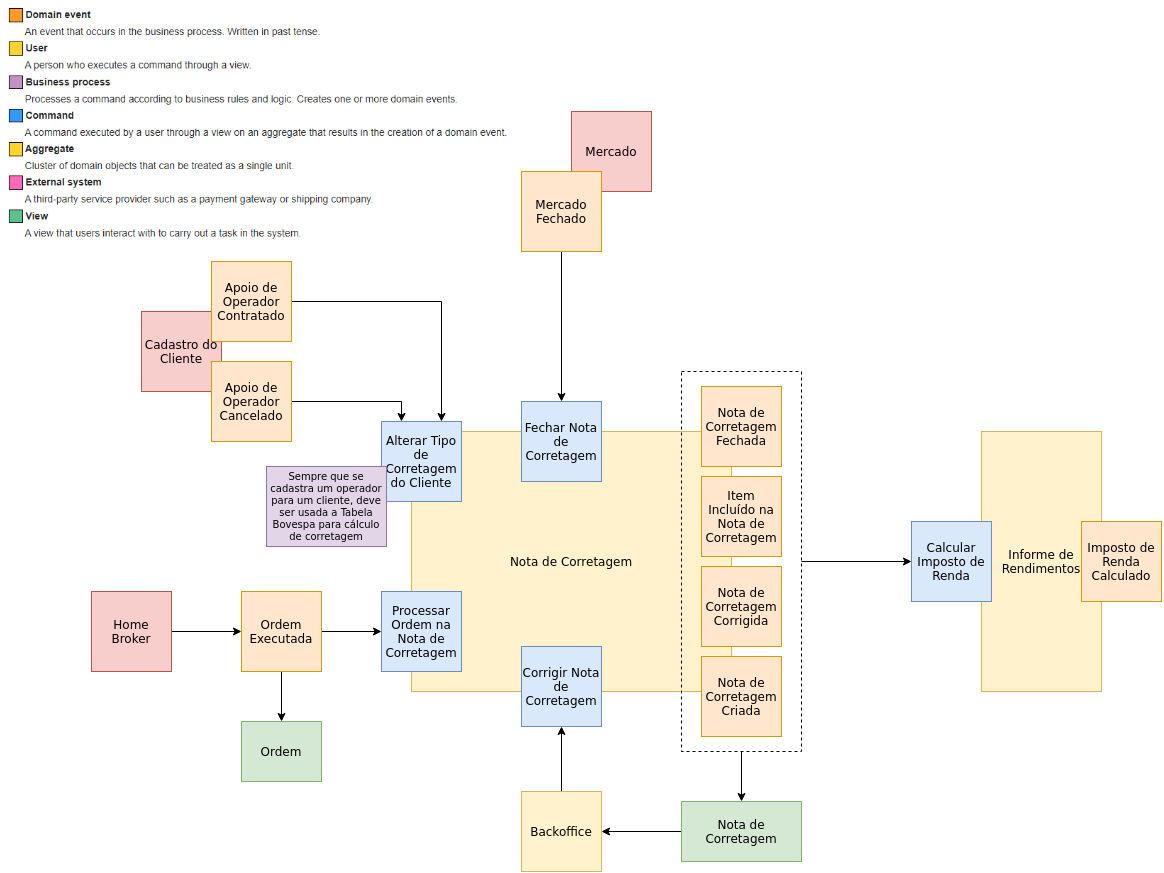 Domain event
An event that occurs in the business process. Written in past tense.
User
A person who executes a command through a view.
Business process
Processes a command according to business rules and logic. Creates one or more domain events.
Command
A command executed by a user through a view on an aggregate that results in the creation of a domain event.
Aggregate
Cluster of domain objects that can be treated as a single unit.
External system
A third-party service provider such as a payment gateway or shipping company.
View
A view that users interact with to carry out a task in the system.
Mercado
Mercado
Fechado
Apoio de
Operador
Contratado
Cadastro do
Cliente
Apoio de
Operador
Cancelado
Alterar Tipo
de
Corretagem
do Cliente
Sempre que se
cadastra um operador
para um cliente, deve
ser usada a Tabela
Bovespa para cálculo
de corretagem
Fechar Nota
de
Corretagem
Nota de
Corretagem
Fechada
Item
Incluído na
Nota de
Corretagem
Nota de
Corretagem
Corrigida
Nota de
Corretagem
Criada
Nota de Corretagem
Calcular
Imposto de
Renda
Informe de
Rendimentos
Imposto de
Renda
Calculado
Home
Broker
Ordem
Executada
Processar
Ordem na
Nota de
Corretagem
Corrigir Nota
de
Corretagem
Ordem
Backoffice
Nota de
Corretagem